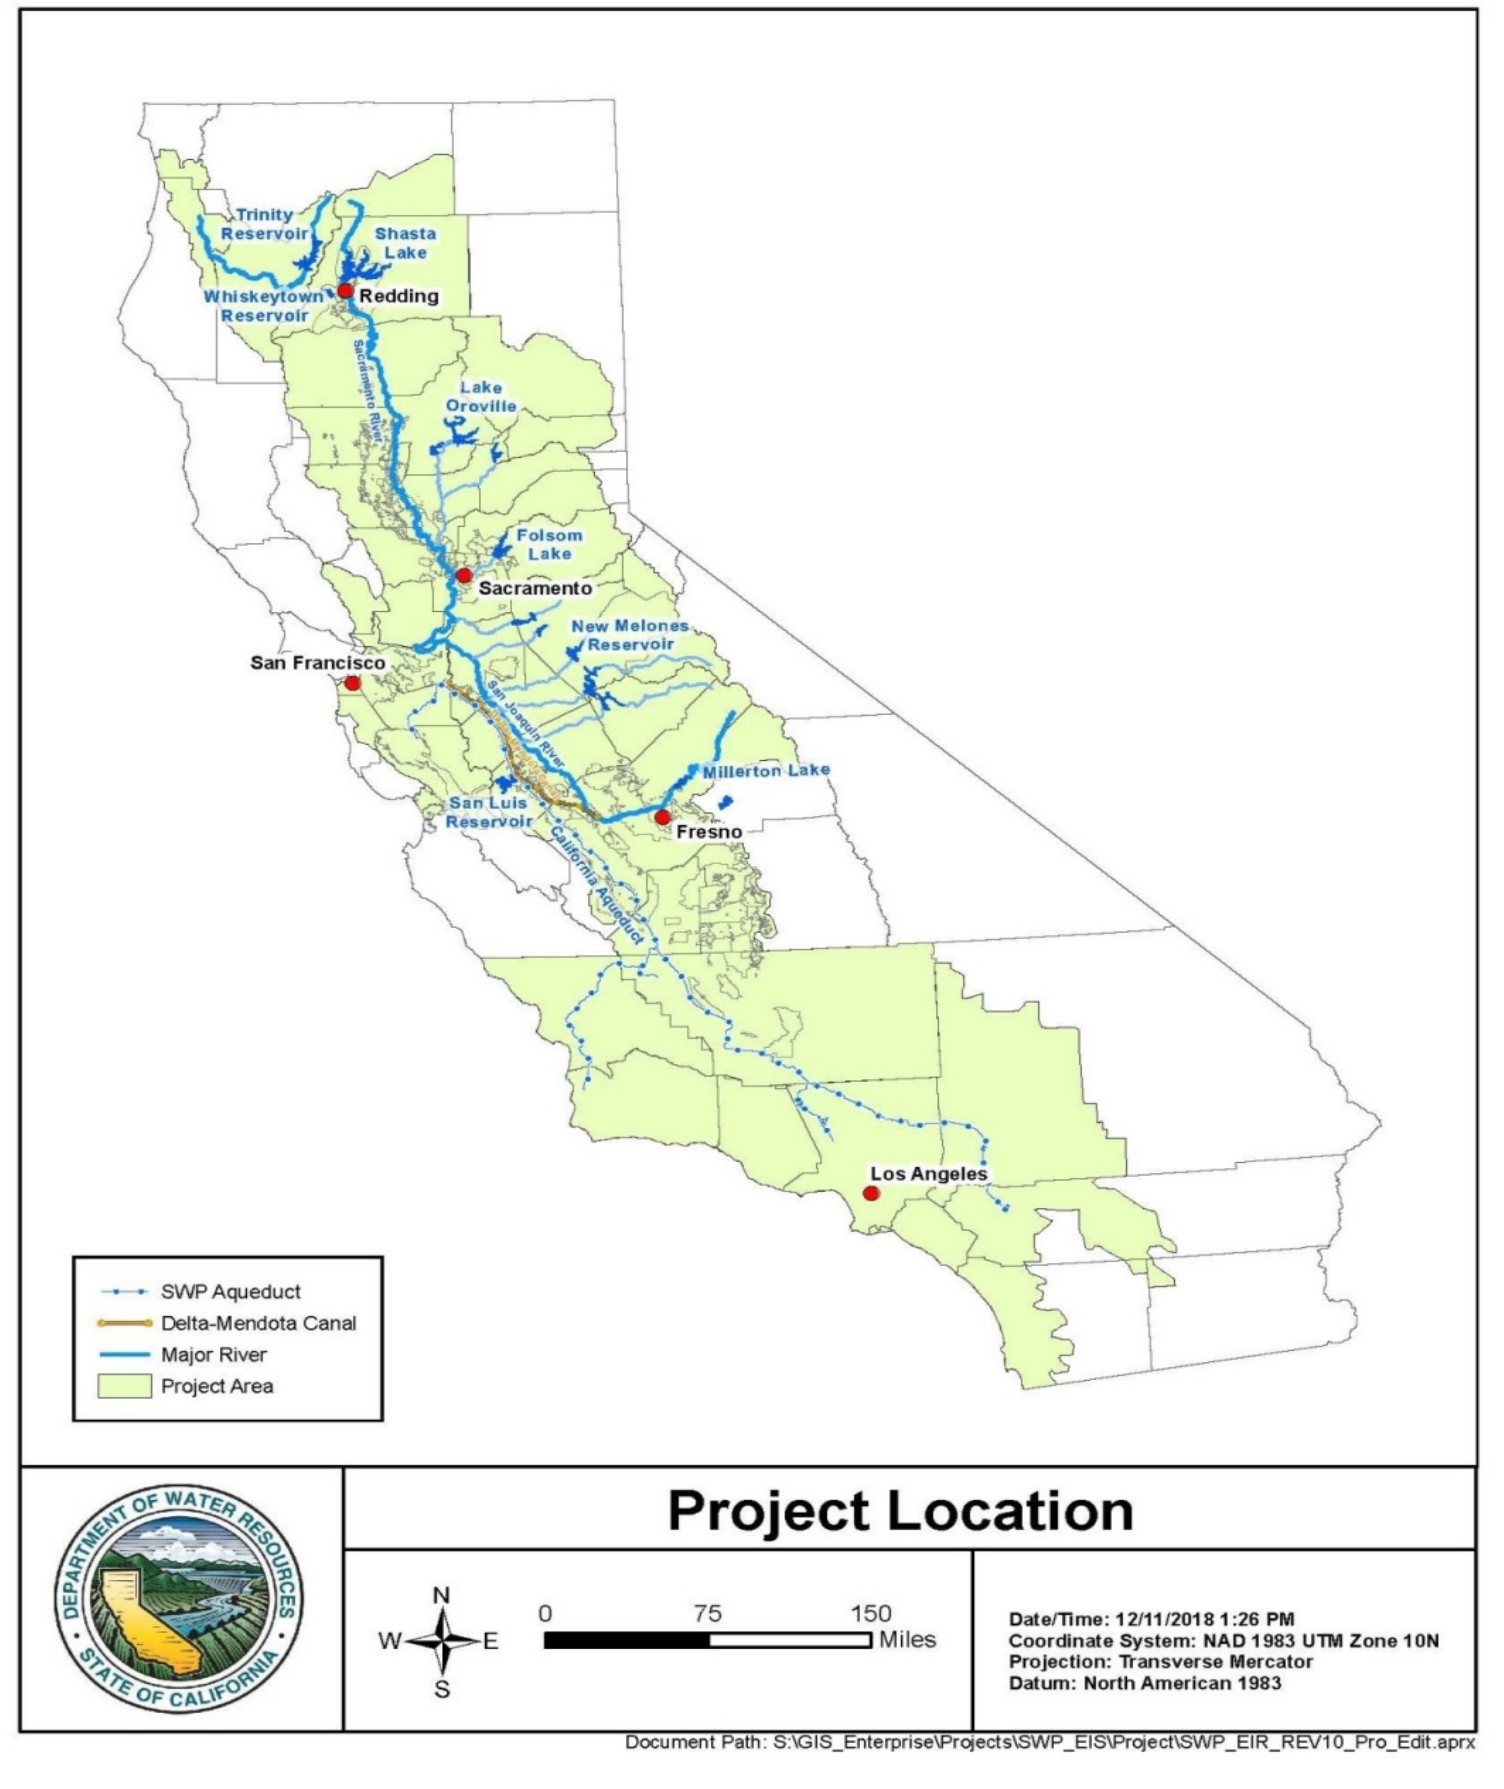 Trinity
Reservoir
Shasta
Lake
Whiskeytown
Reservoir
Redding
Sacramento River
Lake
Oroville
Folsom
Lake
Sacramento
New Melones
Reservoir
San Francisco
San Joaquin River
Millerton Lake
San Luis
Reservoir
Fresno
California Aqueduct
Los Angeles
SWP Aqueduct
Delta-Mendota Canal
Major River
Project Area
DEPARTMENT OF WATER RESOURCES
STATE OF CALIFORNIA
Project Location
N
W E
S
0 75 150
Miles
Date/Time: 12/11/2018 1:26 PM
Coordinate System: NAD 1983 UTM Zone 10N
Projection: Transverse Mercator
Datum: North American 1983
Document Path: S:\GIS_Enterprise\Projects\SWP_EIS\Project\SWP_EIR_REV10_Pro_Edit.aprx